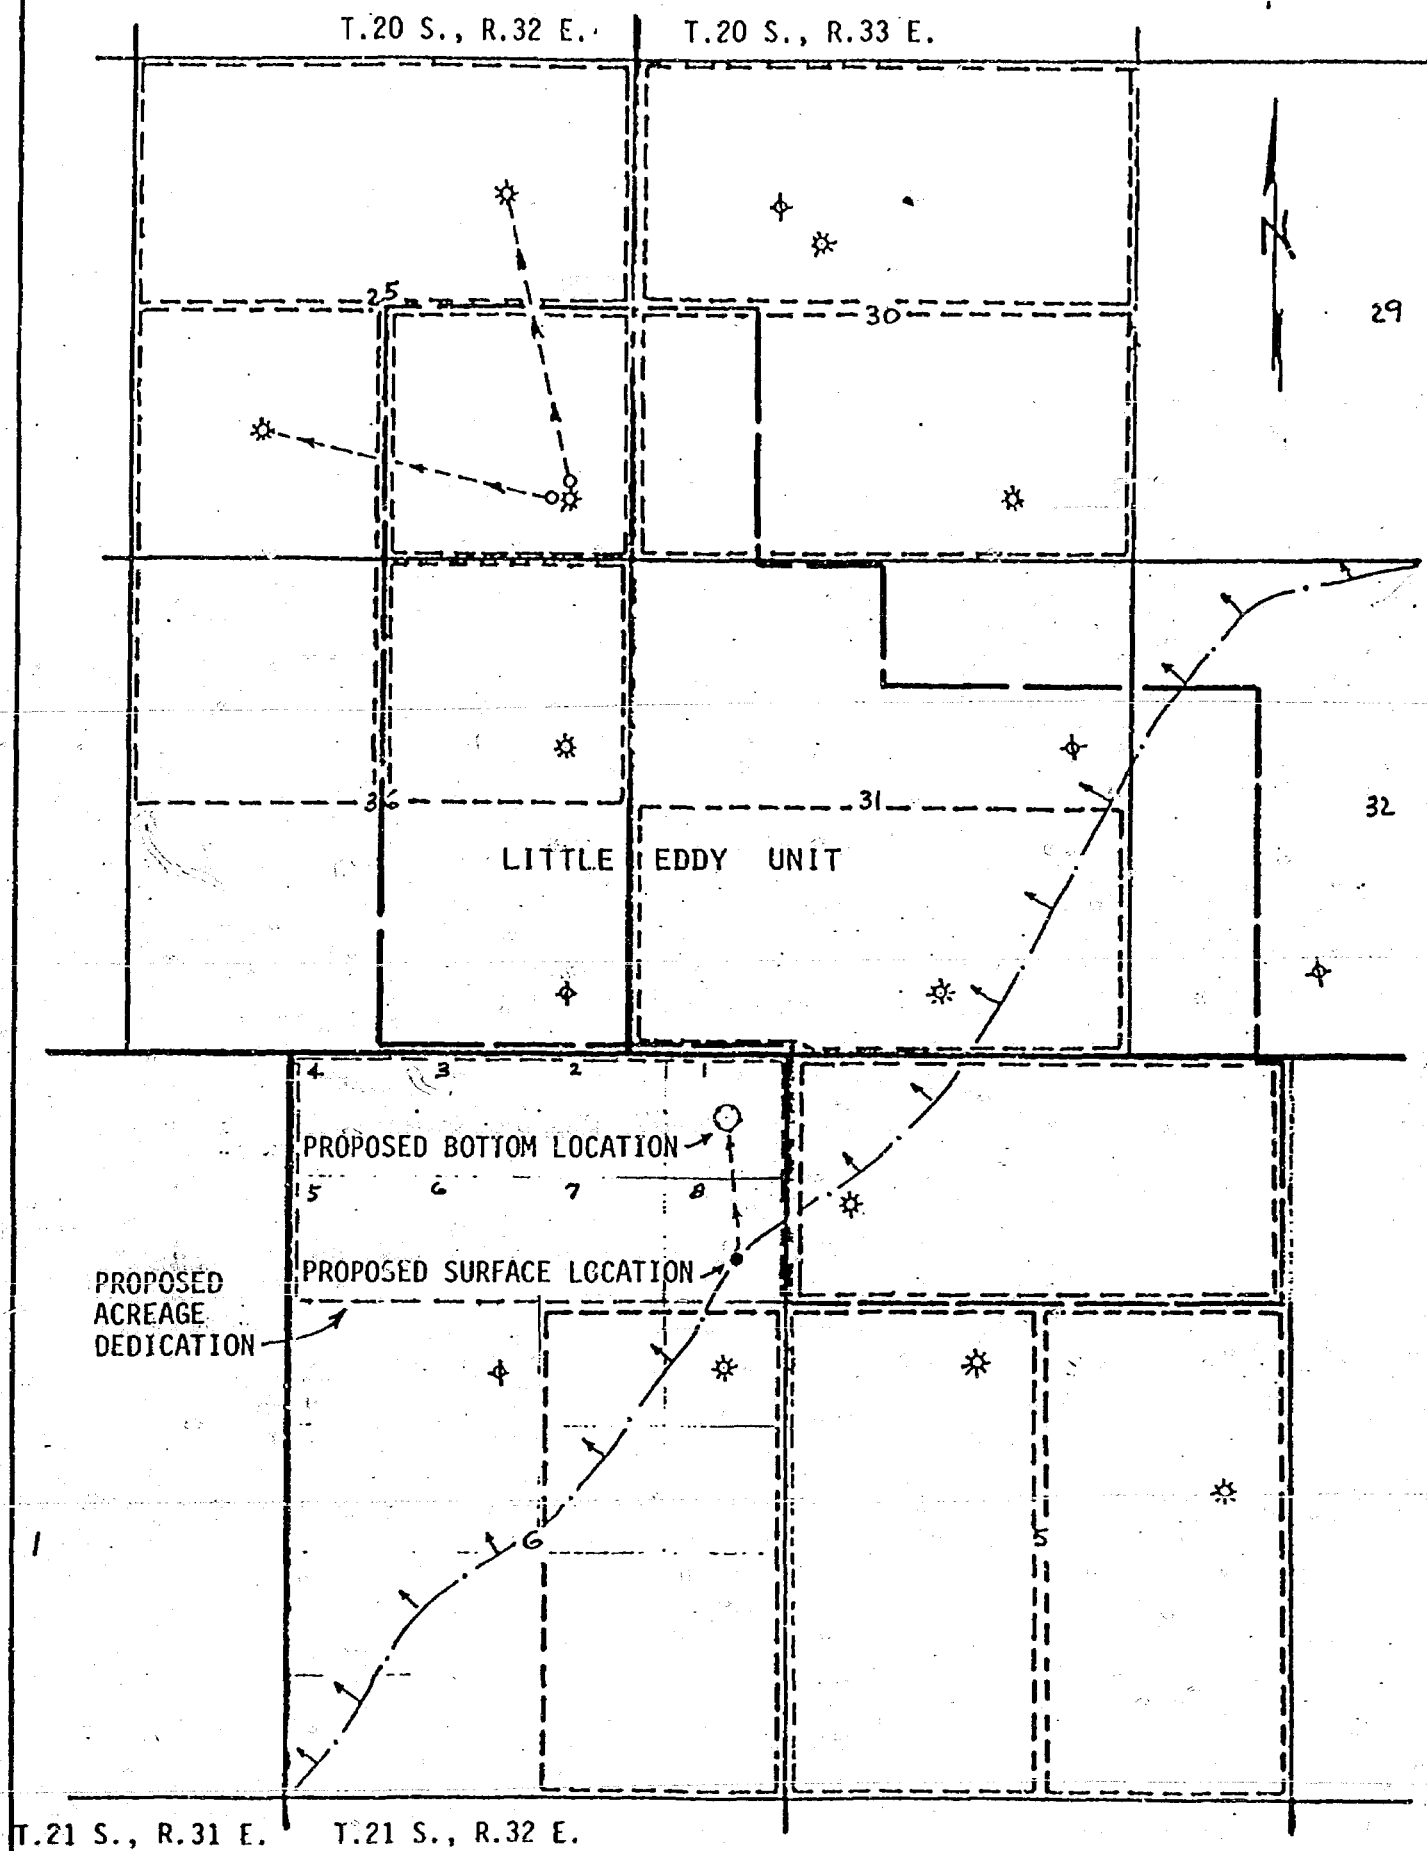 T.20 S., R.32 E. T.20 S., R.33 E.
N
25
30
29
36
31
32
LITTLE EDDY UNIT
4 3 2 1
PROPOSED BOTTOM LOCATION
5 6 7 8
PROPOSED SURFACE LOCATION
PROPOSED
ACREAGE
DEDICATION
1
6
5
T.21 S., R.31 E. T.21 S., R.32 E.